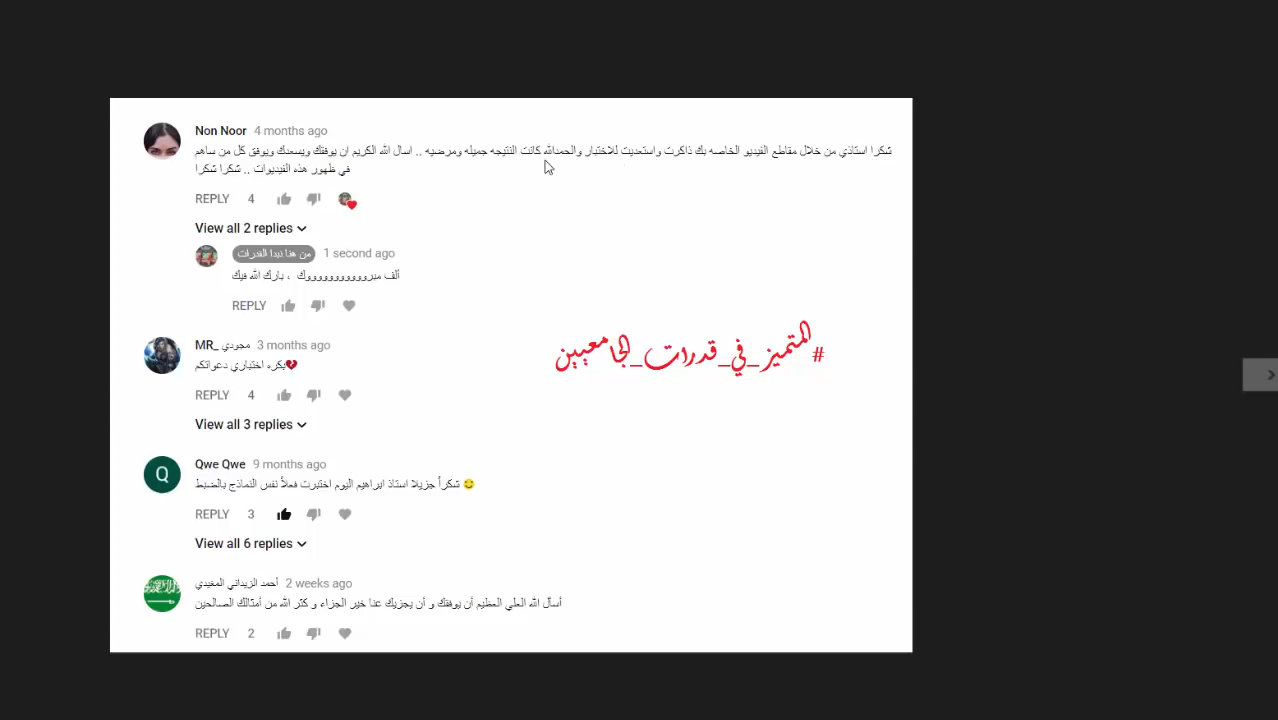 Non Noor 4 months ago
شكرا استاذي من خلال مقاطع الفيديو الخاصه بك ذاكرت واستعديت للاختبار والحمدالله كانت النتيجه جميله ومرضيه .. اسال الله الكريم ان يوفقك ويسعدك ويوفق كل من ساهم
في ظهور هذه الفيديوات .. شكرا شكرا
REPLY 4
View all 2 replies
من هنا نبدا القدرات 1 second ago
ألف مبرووووووووووك ، بارك الله فيك
REPLY
#المتميز_في_قدرات_الجامعيين
MR_ مجودي 3 months ago
بكره اختباري دعواتكم💔
REPLY 4
View all 3 replies
Q
Qwe Qwe 9 months ago
شكراً جزيلا استاذ ابراهيم اليوم اختبرت فعلاً نفس النماذج بالضبط 😊
REPLY 3
View all 6 replies
أحمد الزيداني المغيدي 2 weeks ago
أسأل الله العلي العظيم أن يوفقك و أن يجزيك عنا خير الجزاء و كثر الله من أمثالك الصالحين
REPLY 2